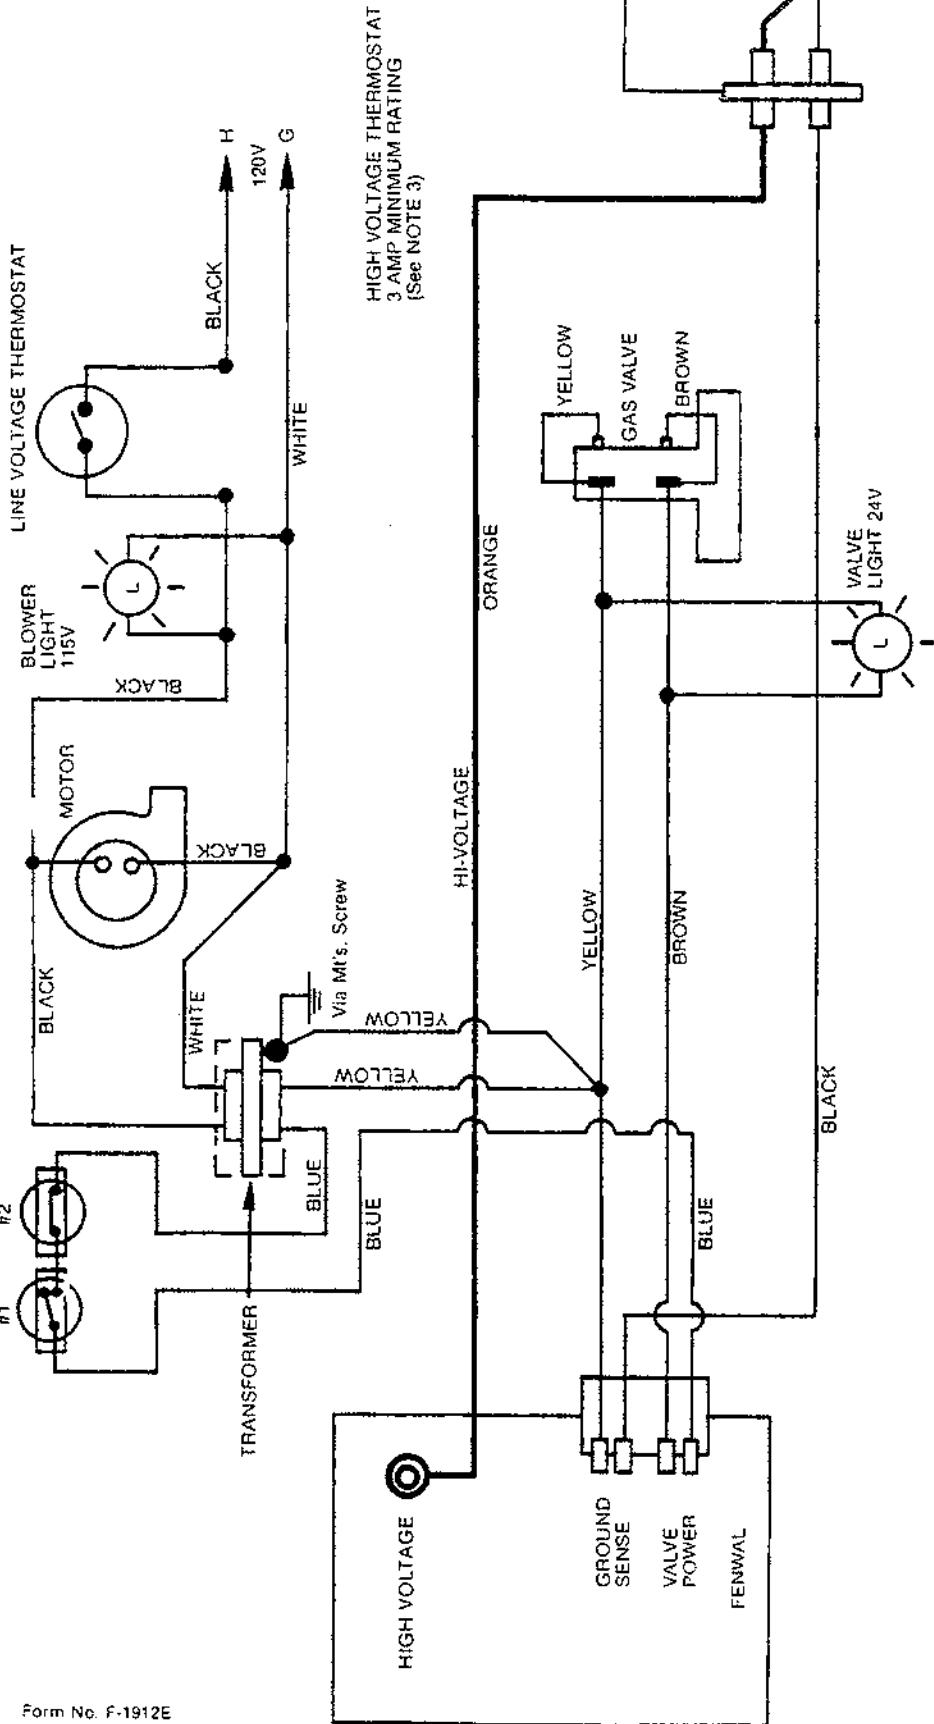 LINE VOLTAGE THERMOSTAT
BLACK
H
120V
G
WHITE
BLOWER
LIGHT
115V
L
BLACK
MOTOR
BLACK
BLACK
WHITE
Via Mt's. Screw
YELLOW
YELLOW
#2
#1
BLUE
BLUE
TRANSFORMER
HIGH VOLTAGE THERMOSTAT
3 AMP MINIMUM RATING
(See NOTE 3)
ORANGE
HI-VOLTAGE
YELLOW
GAS VALVE
BROWN
VALVE
LIGHT 24V
L
YELLOW
BROWN
BLACK
BLUE
HIGH VOLTAGE
GROUND
SENSE
VALVE
POWER
FENWAL
Form No. F-1912E